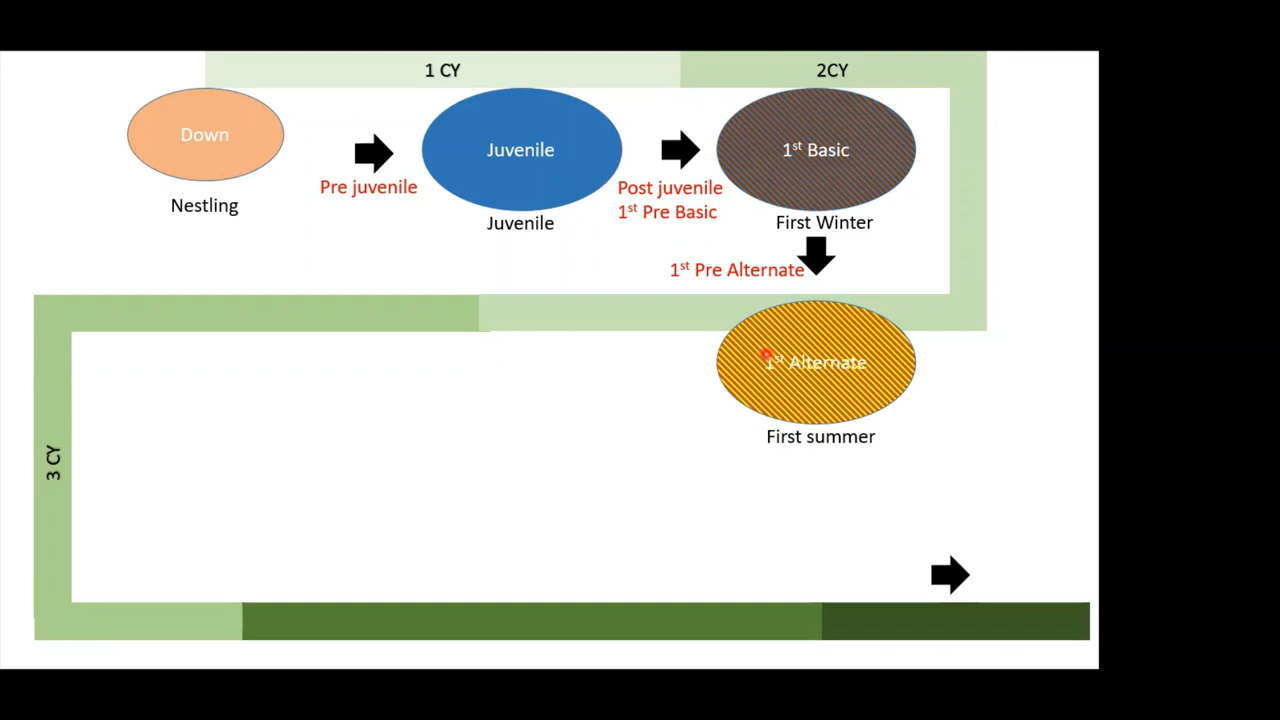 1 CY
2CY
Down
Juvenile
1st Basic
Pre juvenile
Post juvenile
1st Pre Basic
Nestling
Juvenile
First Winter
1st Pre Alternate
1st Alternate
First summer
3 CY